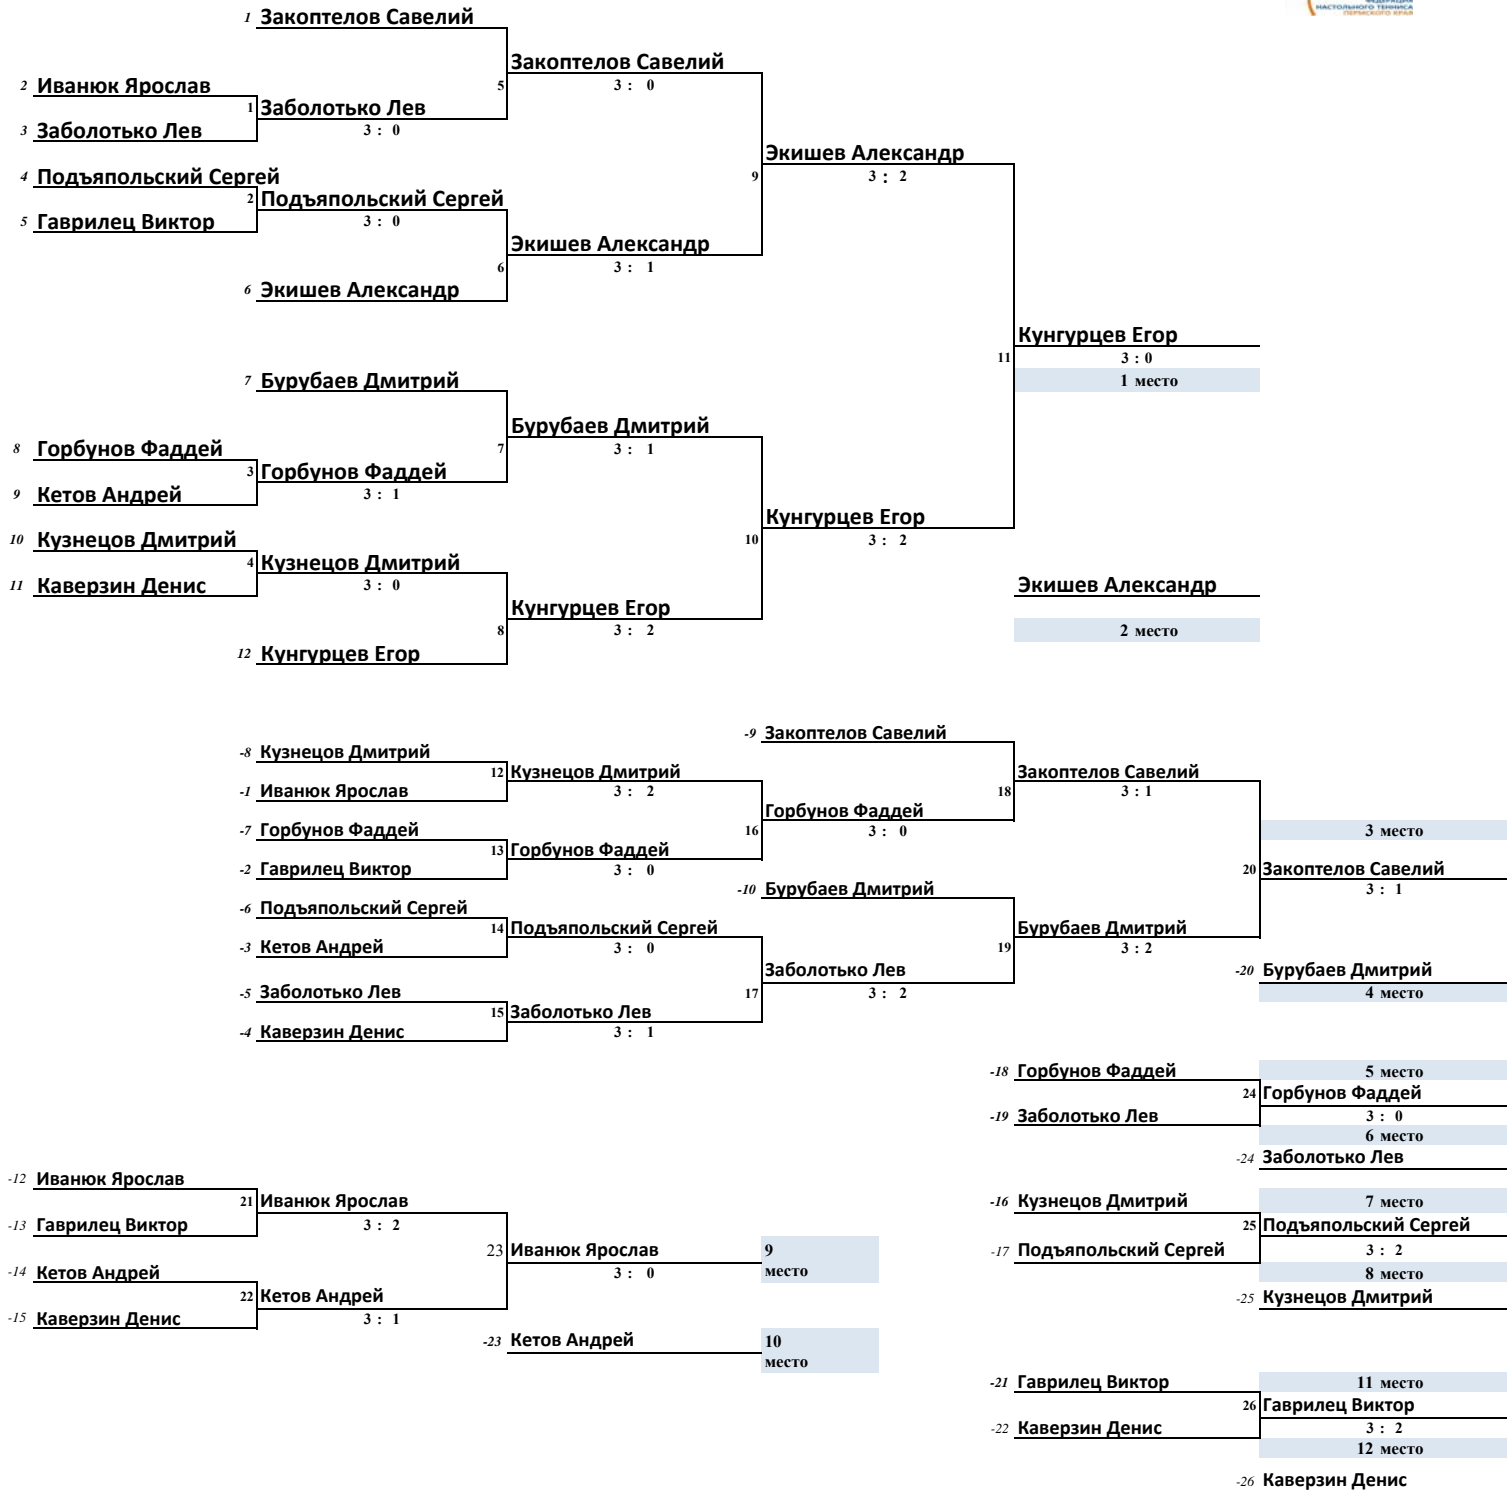 ФЕДЕРАЦИЯ
НАСТОЛЬНОГО ТЕННИСА
ПЕРМСКОГО КРАЯ
1 Закоптелов Савелий
Закоптелов Савелий
2 Иванюк Ярослав
5
3 : 0
1 Заболотько Лев
3 Заболотько Лев
3 : 0
Экишев Александр
4 Подъяпольский Сергей
9
3 : 2
2 Подъяпольский Сергей
5 Гаврилец Виктор
3 : 0
Экишев Александр
6
3 : 1
6 Экишев Александр
Кунгурцев Егор
11
3 : 0
7 Бурубаев Дмитрий
1 место
Бурубаев Дмитрий
8 Горбунов Фаддей
7
3 : 1
3 Горбунов Фаддей
9 Кетов Андрей
3 : 1
Кунгурцев Егор
10 Кузнецов Дмитрий
10
3 : 2
4 Кузнецов Дмитрий
11 Каверзин Денис
3 : 0
Экишев Александр
Кунгурцев Егор
8
3 : 2
2 место
12 Кунгурцев Егор
-9 Закоптелов Савелий
-8 Кузнецов Дмитрий
12 Кузнецов Дмитрий
Закоптелов Савелий
-1 Иванюк Ярослав
3 : 2
18
3 : 1
Горбунов Фаддей
-7 Горбунов Фаддей
16
3 : 0
3 место
13 Горбунов Фаддей
-2 Гаврилец Виктор
3 : 0
20 Закоптелов Савелий
-10 Бурубаев Дмитрий
3 : 1
-6 Подъяпольский Сергей
14 Подъяпольский Сергей
Бурубаев Дмитрий
-3 Кетов Андрей
3 : 0
19
3 : 2
Заболотько Лев
-20 Бурубаев Дмитрий
-5 Заболотько Лев
17
3 : 2
4 место
15 Заболотько Лев
-4 Каверзин Денис
3 : 1
-18 Горбунов Фаддей
5 место
24 Горбунов Фаддей
-19 Заболотько Лев
3 : 0
6 место
-24 Заболотько Лев
-12 Иванюк Ярослав
21 Иванюк Ярослав
-16 Кузнецов Дмитрий
7 место
-13 Гаврилец Виктор
3 : 2
25 Подъяпольский Сергей
23 Иванюк Ярослав
9
место
-17 Подъяпольский Сергей
3 : 2
-14 Кетов Андрей
3 : 0
8 место
22 Кетов Андрей
-25 Кузнецов Дмитрий
-15 Каверзин Денис
3 : 1
-23 Кетов Андрей
10
место
-21 Гаврилец Виктор
11 место
26 Гаврилец Виктор
-22 Каверзин Денис
3 : 2
12 место
-26 Каверзин Денис